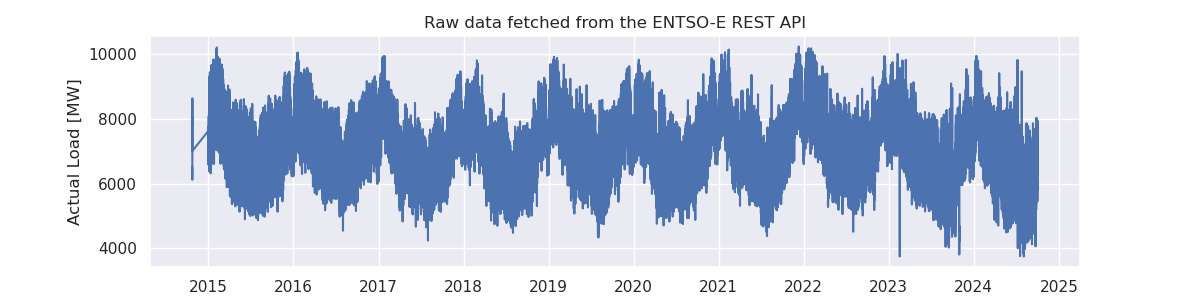 Raw data fetched from the ENTSO-E REST API
Actual Load [MW]
10000
8000
6000
4000
2015 2016 2017 2018 2019 2020 2021 2022 2023 2024 2025